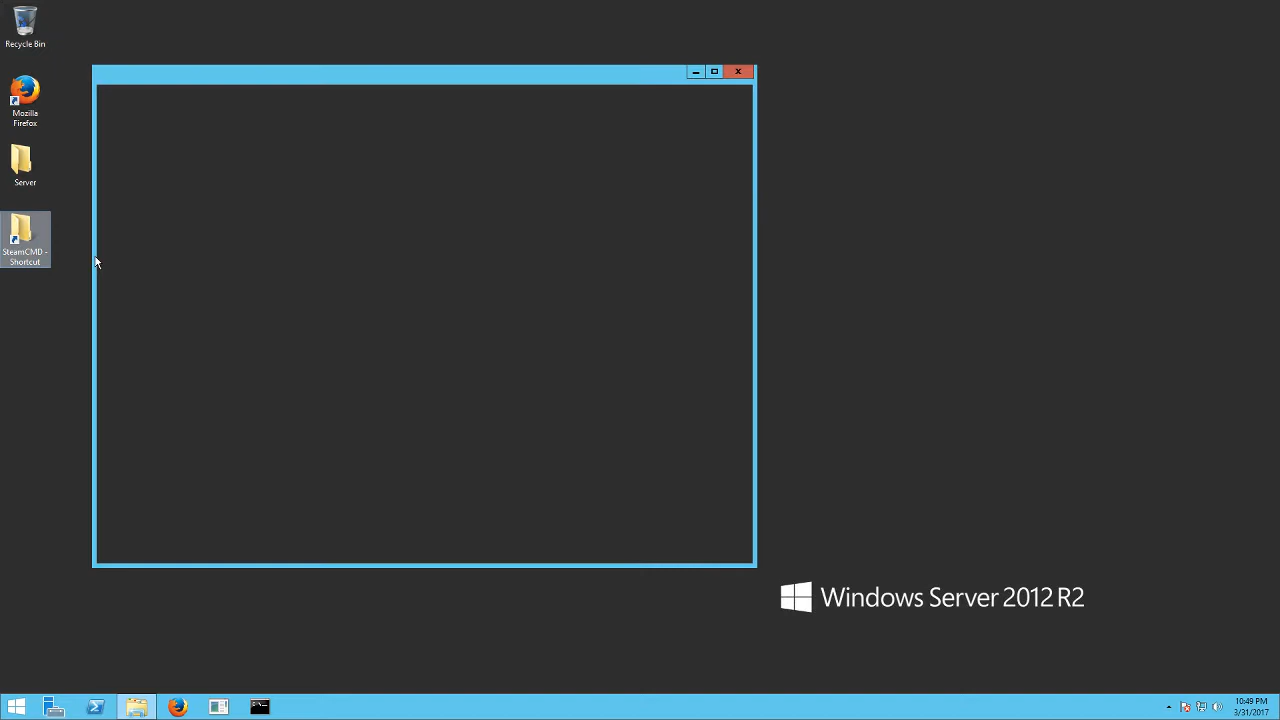 Recycle Bin
Mozilla
Firefox
Server
SteamCMD -
Shortcut
Windows Server 2012 R2
10:49 PM
3/31/2017